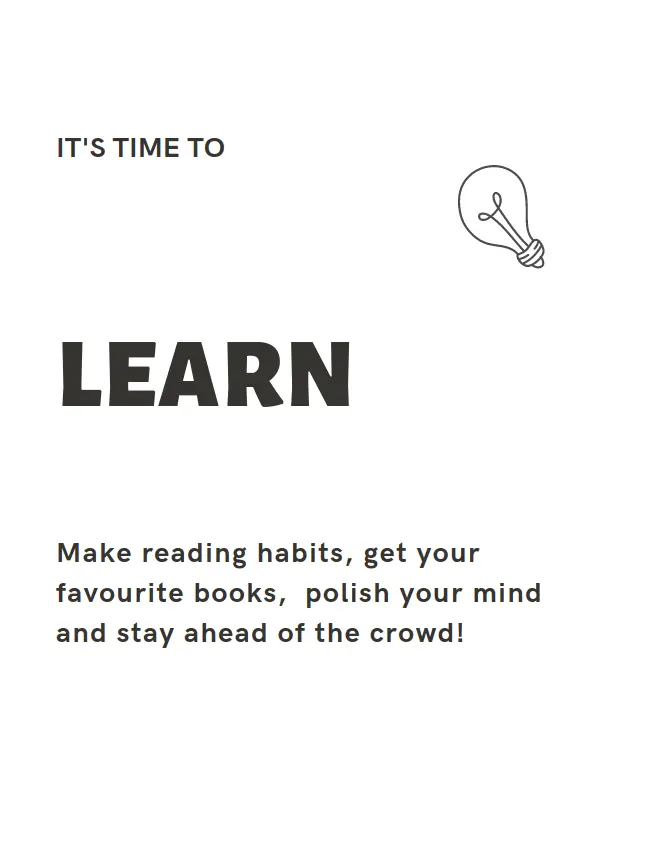 IT'S TIME TO
LEARN
Make reading habits, get your
favourite books,  polish your mind
and stay ahead of the crowd!